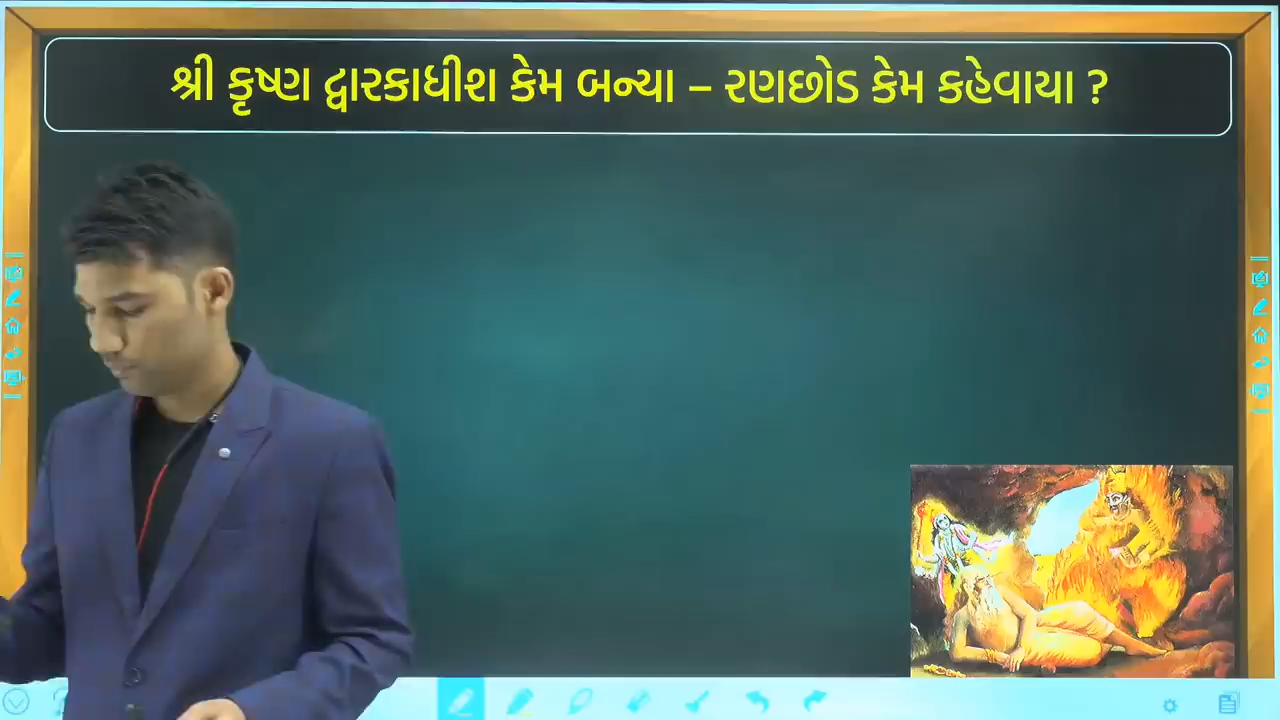 શ્રી કૃષ્ણ દ્વારકાધીશ કેમ બન્યા – રણછોડ કેમ કહેવાયા ?